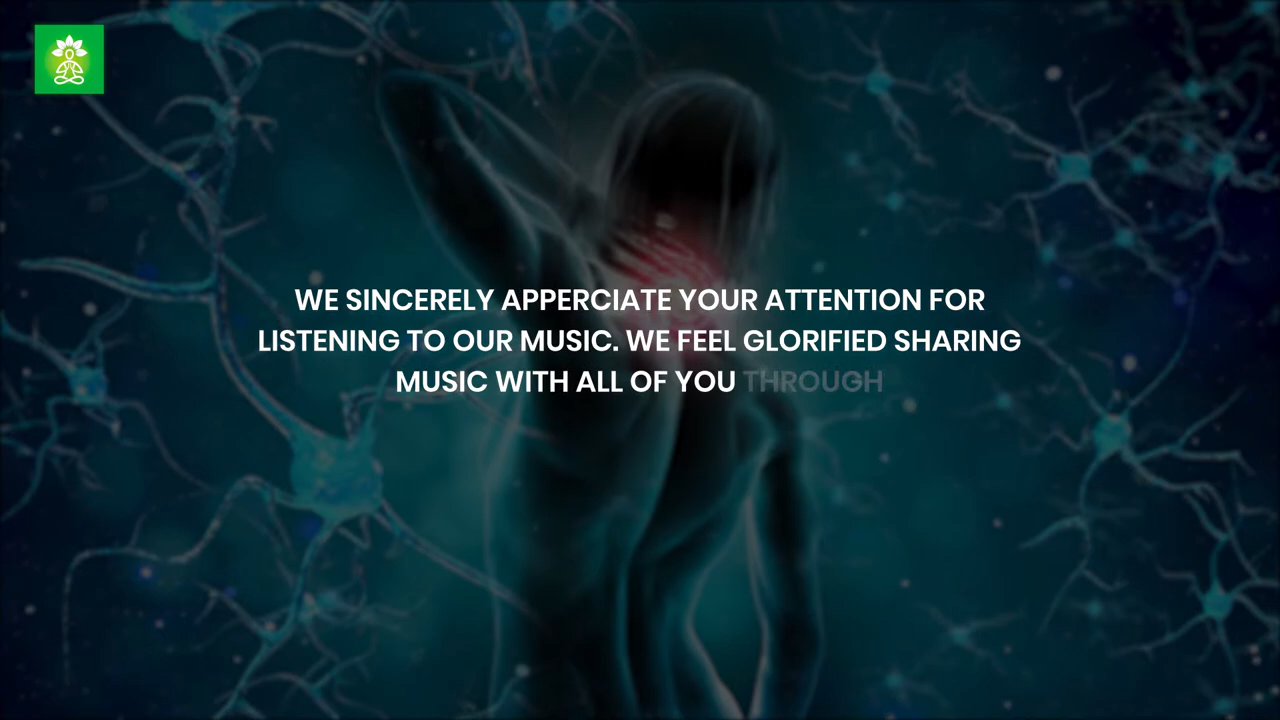 WE SINCERELY APPERCIATE YOUR ATTENTION FOR
LISTENING TO OUR MUSIC. WE FEEL GLORIFIED SHARING
MUSIC WITH ALL OF YOU THROUGH